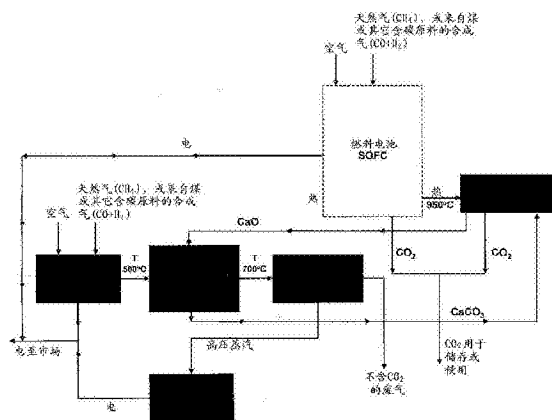 天然气(CH₄)，或来自煤
或其它含碳原料的合成
气(CO+H₂)
空气
燃料电池
SOFC
电
热
热
950°C
天然气(CH₄)，或来自煤
或其它含碳原料的合成
气(CO+H₂)
空气
CaO
CO₂
CO₂
T
580°C
T
700°C
CaCO₃
电至市场
高压蒸汽
不含CO₂
的废气
CO₂用于
储存或
使用
电